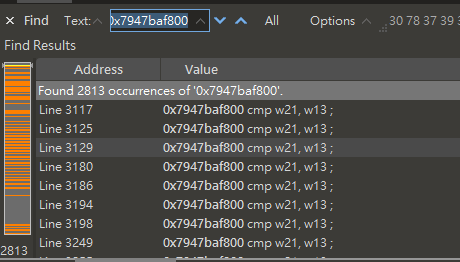 Find Text: 0x7947baf800 All Options 30 78 37 39 3
Find Results
Address Value
Found 2813 occurrences of '0x7947baf800'.
Line 3117 0x7947baf800 cmp w21, w13 ;
Line 3125 0x7947baf800 cmp w21, w13 ;
Line 3129 0x7947baf800 cmp w21, w13 ;
Line 3180 0x7947baf800 cmp w21, w13 ;
Line 3186 0x7947baf800 cmp w21, w13 ;
Line 3194 0x7947baf800 cmp w21, w13 ;
Line 3198 0x7947baf800 cmp w21, w13 ;
Line 3249 0x7947baf800 cmp w21, w13 ;
2813